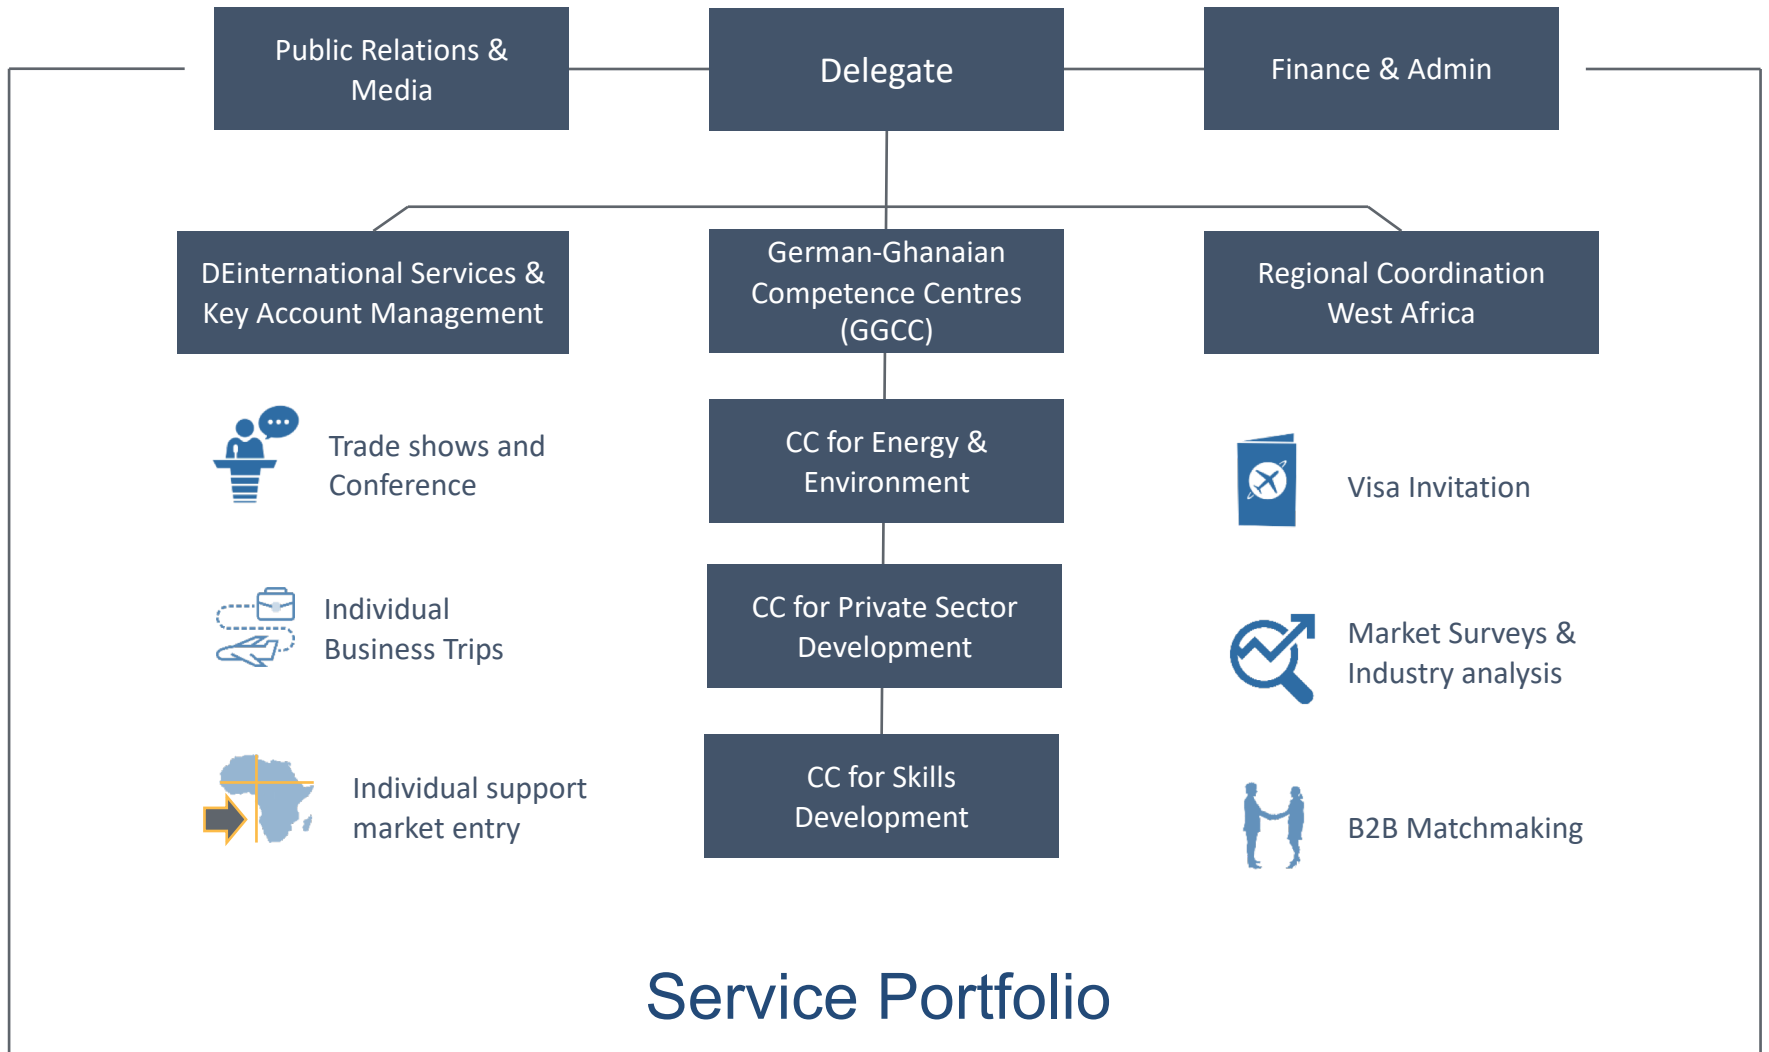 Public Relations &
Media
Delegate
Finance & Admin
DEinternational Services &
Key Account Management
German-Ghanaian
Competence Centres
(GGCC)
Regional Coordination
West Africa
Trade shows and
Conference
CC for Energy &
Environment
Visa Invitation
Individual
Business Trips
CC for Private Sector
Development
Market Surveys &
Industry analysis
Individual support
market entry
CC for Skills
Development
B2B Matchmaking
Service Portfolio